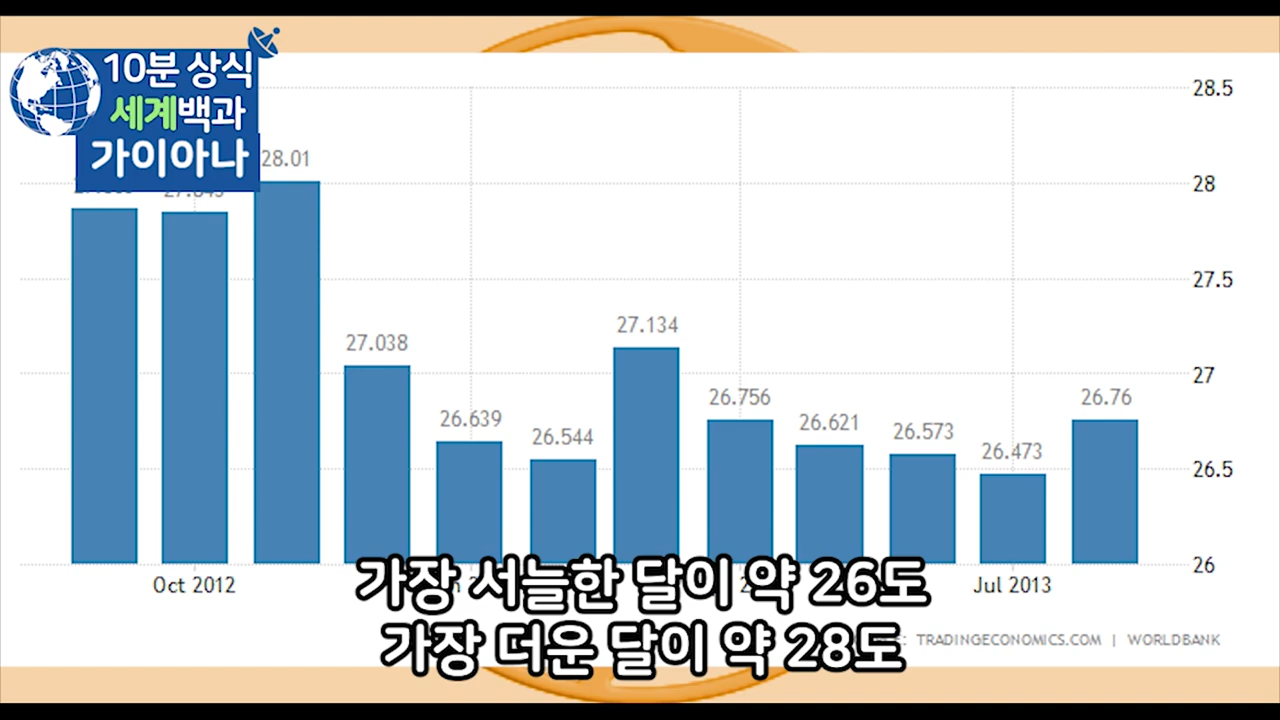 10분 상식
세계백과
가이아나
28.01
27.038
26.639
26.544
27.134
26.756
26.621
26.573
26.473
26.76
28.5
28
27.5
27
26.5
26
Oct 2012
Jul 2013
가장 서늘한 달이 약 26도
가장 더운 달이 약 28도
TRADINGECONOMICS.COM | WORLDBANK